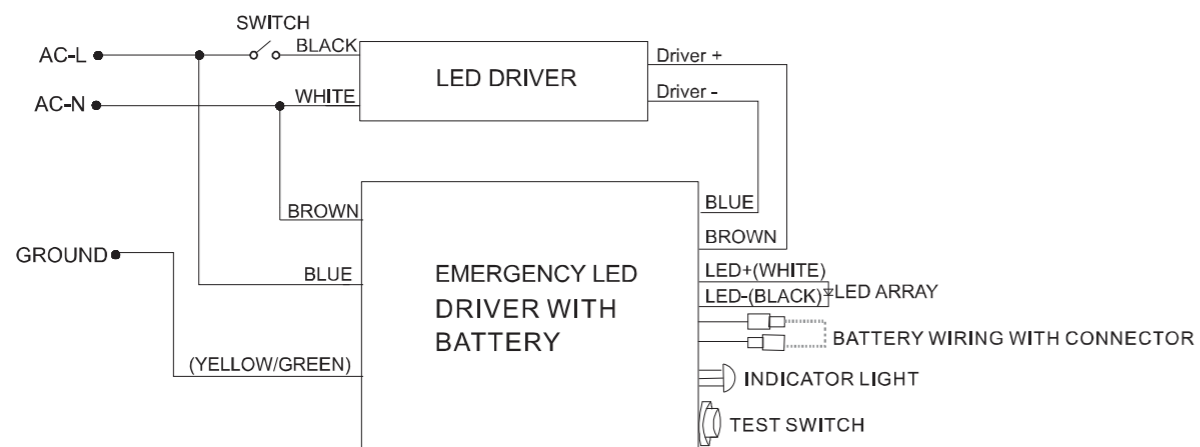 SWITCH
AC-L
BLACK
LED DRIVER
Driver +
AC-N
WHITE
Driver -
BROWN
BLUE
BROWN
GROUND
BLUE
EMERGENCY LED
DRIVER WITH
BATTERY
LED+(WHITE)
LED-(BLACK)
LED ARRAY
BATTERY WIRING WITH CONNECTOR
(YELLOW/GREEN)
INDICATOR LIGHT
TEST SWITCH